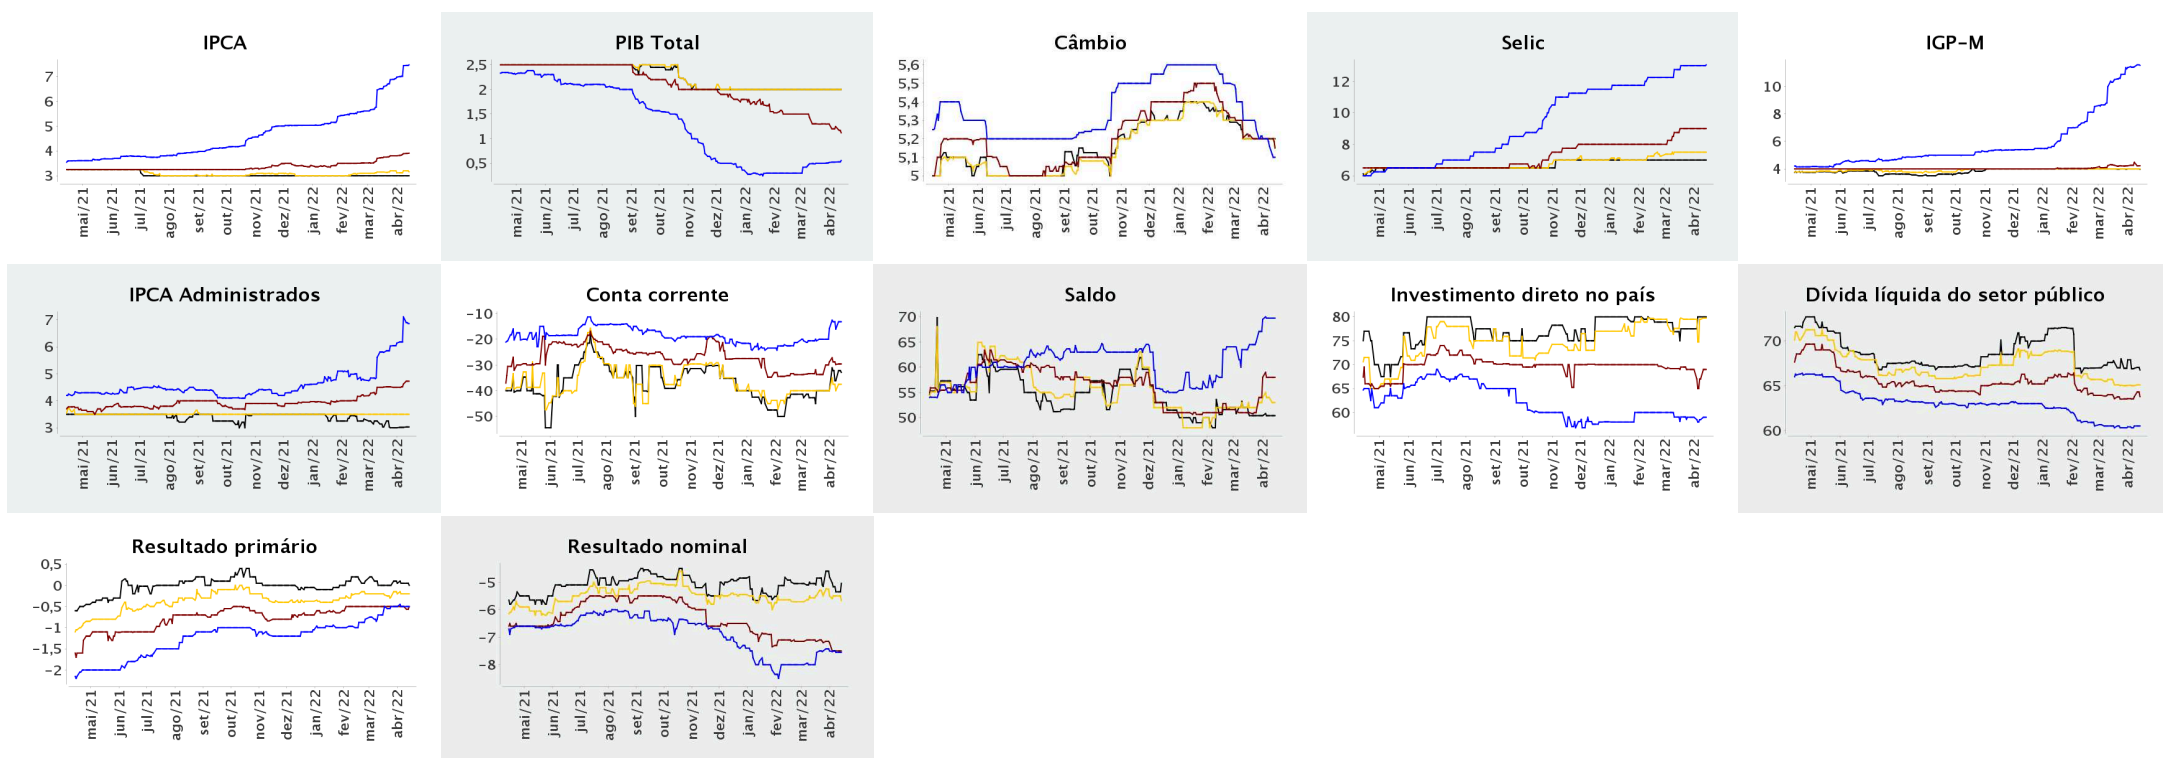 IPCA
7
6
5
4
3
mai/21 jun/21 jul/21 ago/21 set/21 out/21 nov/21 dez/21 jan/22 fev/22 mar/22 abr/22
PIB Total
2,5
2
1,5
1
0,5
mai/21 jun/21 jul/21 ago/21 set/21 out/21 nov/21 dez/21 jan/22 fev/22 mar/22 abr/22
Câmbio
5,6
5,5
5,4
5,3
5,2
5,1
5
mai/21 jun/21 jul/21 ago/21 set/21 out/21 nov/21 dez/21 jan/22 fev/22 mar/22 abr/22
Selic
12
10
8
6
mai/21 jun/21 jul/21 ago/21 set/21 out/21 nov/21 dez/21 jan/22 fev/22 mar/22 abr/22
IGP-M
10
8
6
4
mai/21 jun/21 jul/21 ago/21 set/21 out/21 nov/21 dez/21 jan/22 fev/22 mar/22 abr/22
IPCA Administrados
7
6
5
4
3
mai/21 jun/21 jul/21 ago/21 set/21 out/21 nov/21 dez/21 jan/22 fev/22 mar/22 abr/22
Conta corrente
-10
-20
-30
-40
-50
mai/21 jun/21 jul/21 ago/21 set/21 out/21 nov/21 dez/21 jan/22 fev/22 mar/22 abr/22
Saldo
70
65
60
55
50
mai/21 jun/21 jul/21 ago/21 set/21 out/21 nov/21 dez/21 jan/22 fev/22 mar/22 abr/22
Investimento direto no país
80
75
70
65
60
mai/21 jun/21 jul/21 ago/21 set/21 out/21 nov/21 dez/21 jan/22 fev/22 mar/22 abr/22
Dívida líquida do setor público
70
65
60
mai/21 jun/21 jul/21 ago/21 set/21 out/21 nov/21 dez/21 jan/22 fev/22 mar/22 abr/22
Resultado primário
0,5
0
-0,5
-1
-1,5
-2
mai/21 jun/21 jul/21 ago/21 set/21 out/21 nov/21 dez/21 jan/22 fev/22 mar/22 abr/22
Resultado nominal
-5
-6
-7
-8
mai/21 jun/21 jul/21 ago/21 set/21 out/21 nov/21 dez/21 jan/22 fev/22 mar/22 abr/22